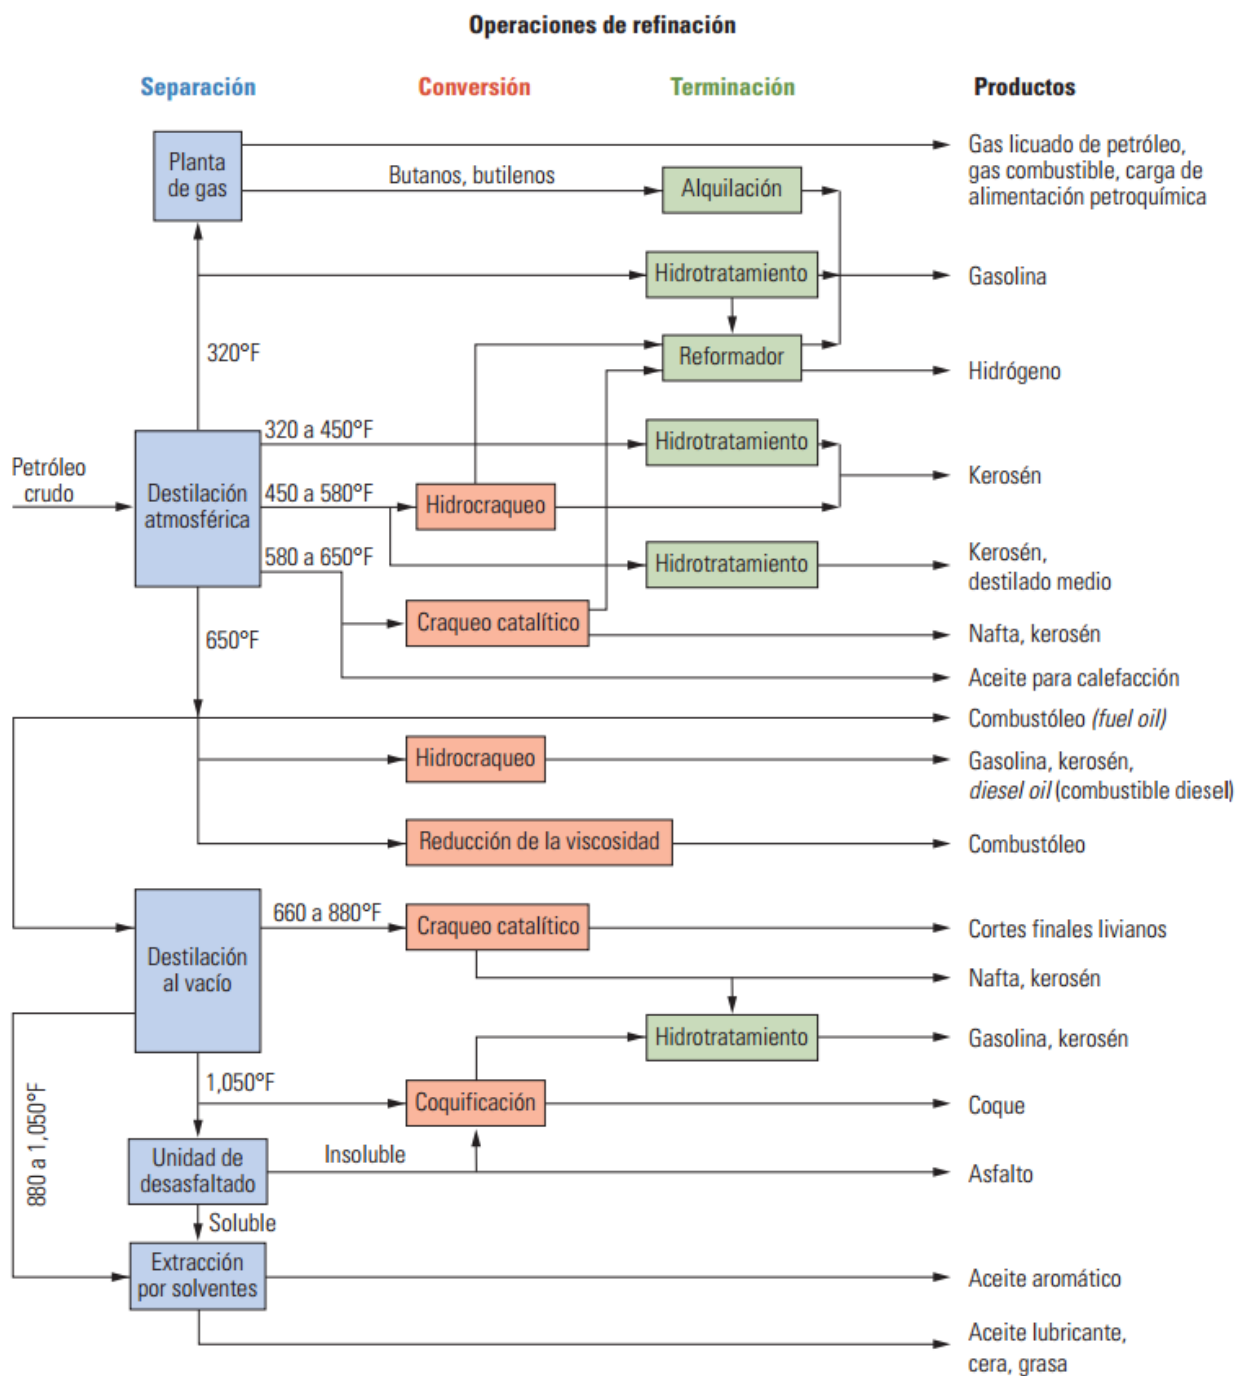 Operaciones de refinación
Separación
Conversión
Terminación
Productos
Planta
de gas
Butanos, butilenos
Alquilación
Gas licuado de petróleo,
gas combustible, carga de
alimentación petroquímica
Hidrotratamiento
Gasolina
320°F
Reformador
Hidrógeno
Petróleo
crudo
Destilación
atmosférica
320 a 450°F
Hidrotratamiento
Kerosén
450 a 580°F
Hidrocraqueo
580 a 650°F
Hidrotratamiento
Kerosén,
destilado medio
Craqueo catalítico
Nafta, kerosén
650°F
Aceite para calefacción
Combustóleo (fuel oil)
Hidrocraqueo
Gasolina, kerosén,
diesel oil (combustible diesel)
Reducción de la viscosidad
Combustóleo
Destilación
al vacío
660 a 880°F
Craqueo catalítico
Cortes finales livianos
Nafta, kerosén
Hidrotratamiento
Gasolina, kerosén
1,050°F
Coquificación
Coque
880 a 1,050°F
Unidad de
desasfaltado
Insoluble
Asfalto
Soluble
Extracción
por solventes
Aceite aromático
Aceite lubricante,
cera, grasa